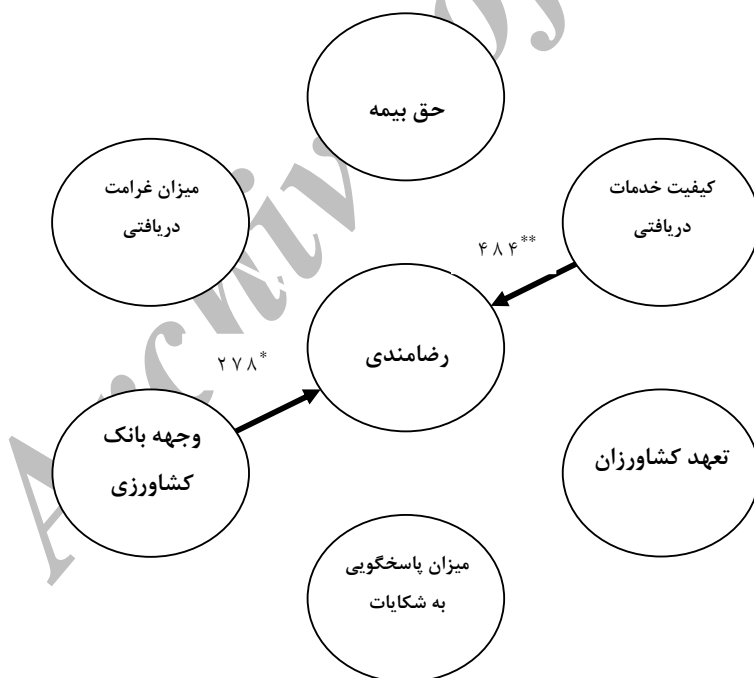 حق بیمه
کیفیت خدمات
دریافتی
میزان غرامت
دریافتی
۴۸۴**
رضامندی
۲۷۸*
وجهه بانک
کشاورزی
تعهد کشاورزان
میزان پاسخگویی
به شکایات